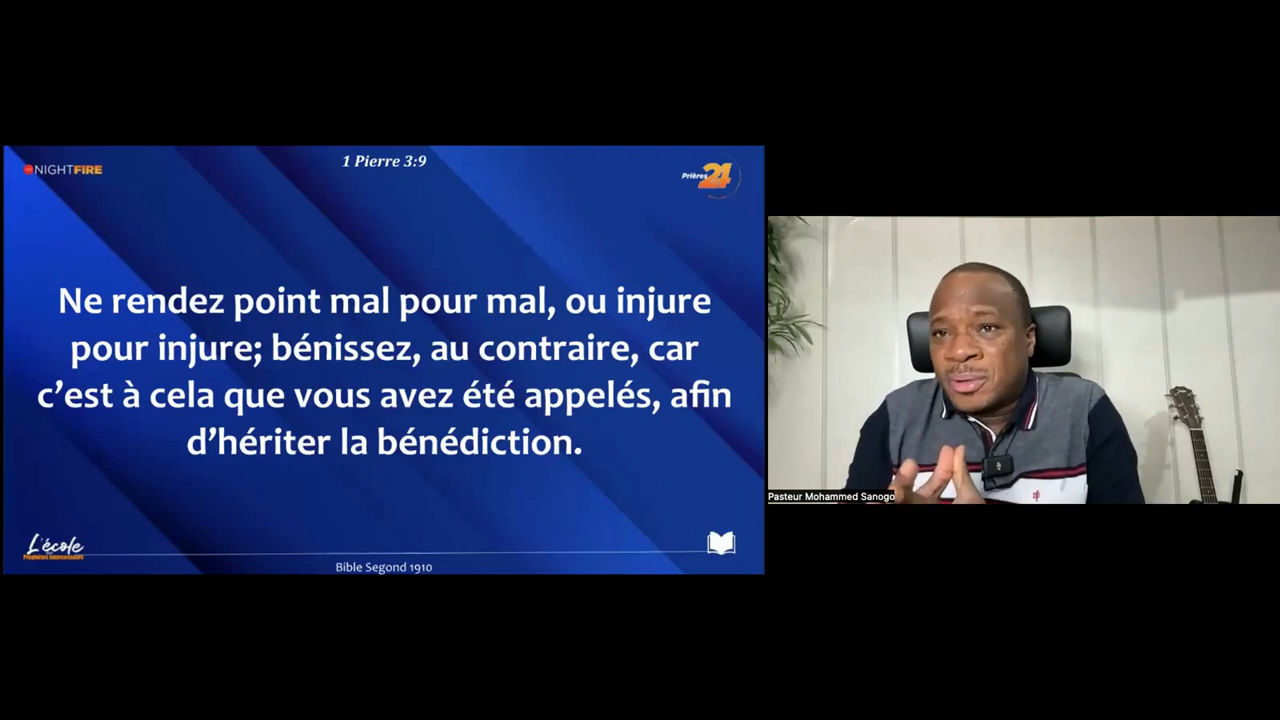 1 Pierre 3:9
NIGHTFIRE
Prières 24
Ne rendez point mal pour mal, ou injure
pour injure; bénissez, au contraire, car
c’est à cela que vous avez été appelés, afin
d’hériter la bénédiction.
L'école
Bible Segond 1910
Pasteur Mohammed Sanogo